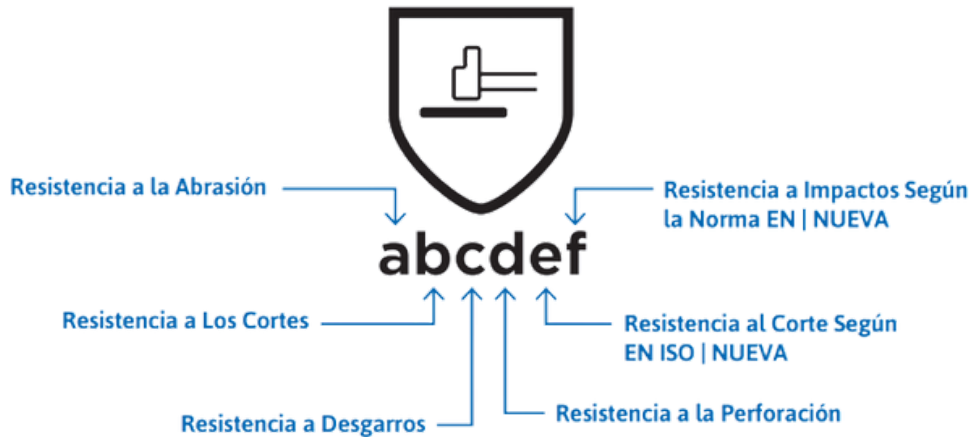 Resistencia a la Abrasión
Resistencia a Impactos Según
la Norma EN | NUEVA
abcdef
Resistencia a Los Cortes
Resistencia al Corte Según
EN ISO | NUEVA
Resistencia a Desgarros
Resistencia a la Perforación